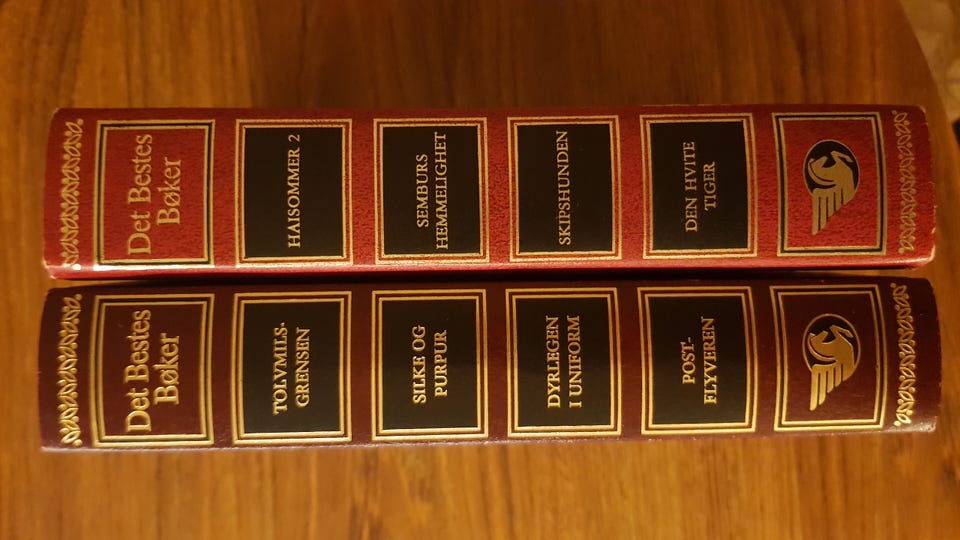 Det Bestes
Bøker
HAISOMMER 2
SEMBURS
HEMMELIGHET
SKIPSHUNDEN
DEN HVITE
TIGER
Det Bestes
Bøker
TOLVMILS-
GRENSEN
SILKE OG
PURPUR
DYRLEGEN
I UNIFORM
POST-
FLYVEREN